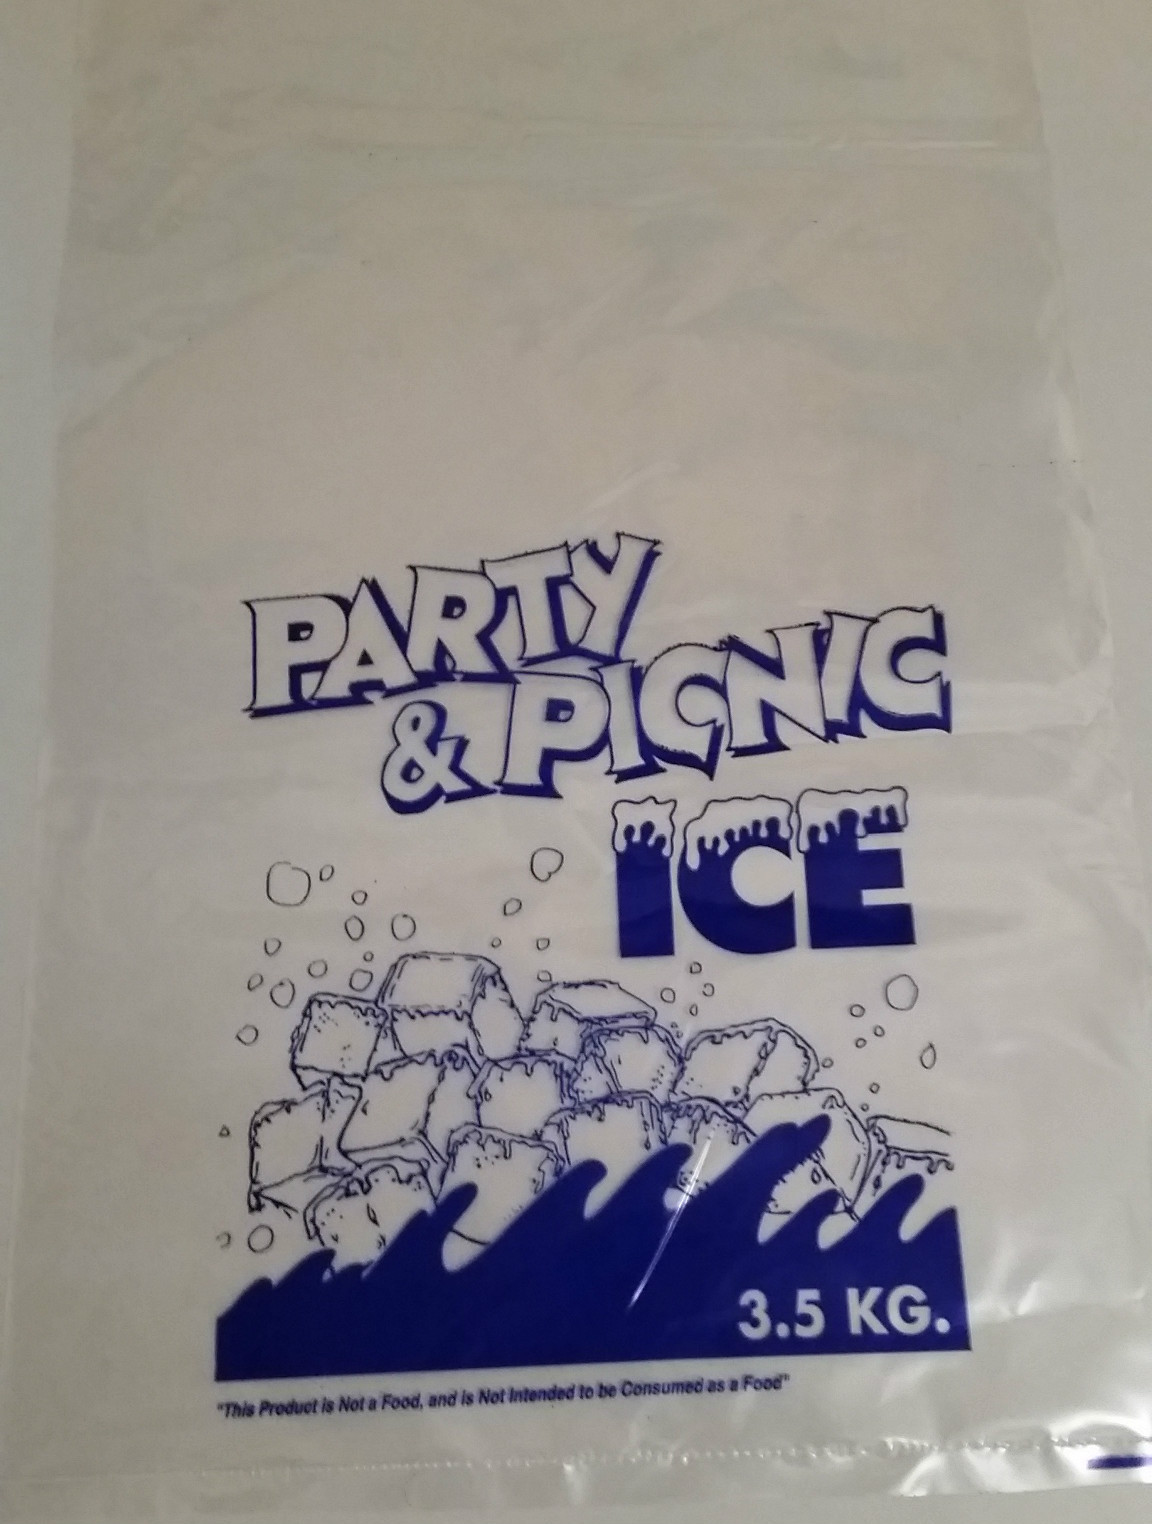 PARTY
& PICNIC
ICE
3.5 KG.
"This Product is Not a Food, and is Not Intended to be Consumed as a Food"